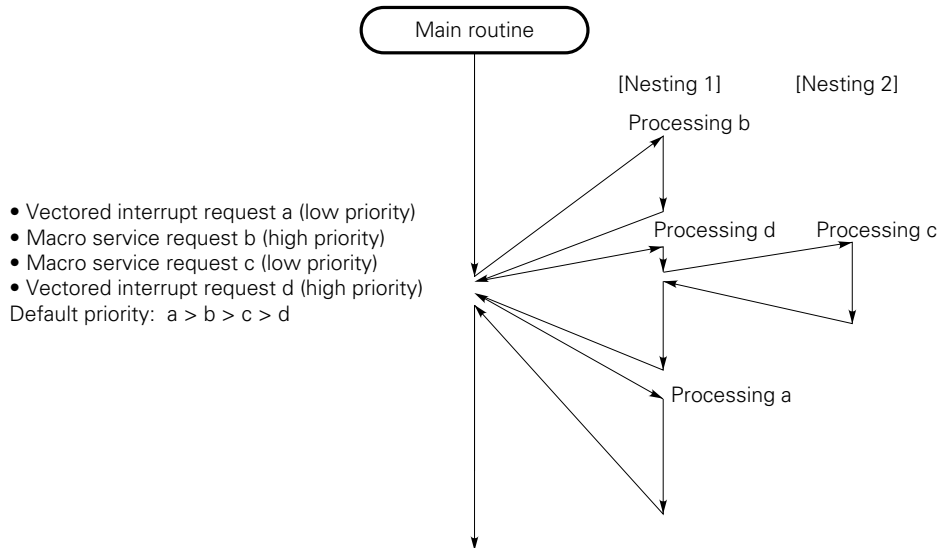 Main routine
[Nesting 1]
[Nesting 2]
Processing b
• Vectored interrupt request a (low priority)
• Macro service request b (high priority)
• Macro service request c (low priority)
• Vectored interrupt request d (high priority)
Default priority:  a > b > c > d
Processing d
Processing c
Processing a